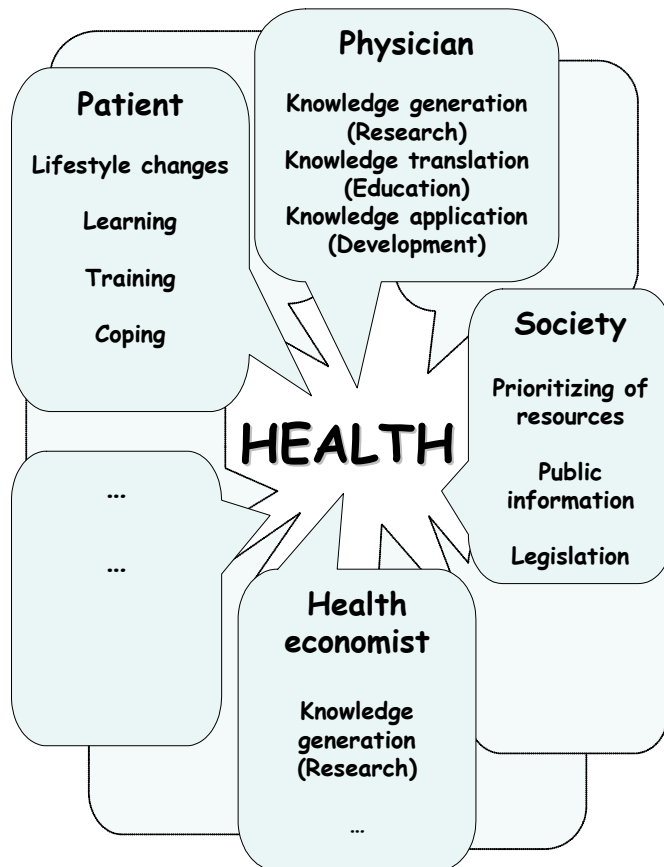 Physician
Knowledge generation
(Research)
Knowledge translation
(Education)
Knowledge application
(Development)
Patient
Lifestyle changes
Learning
Training
Coping
Society
Prioritizing of
resources
Public
information
Legislation
HEALTH
...
...
Health
economist
Knowledge
generation
(Research)
...